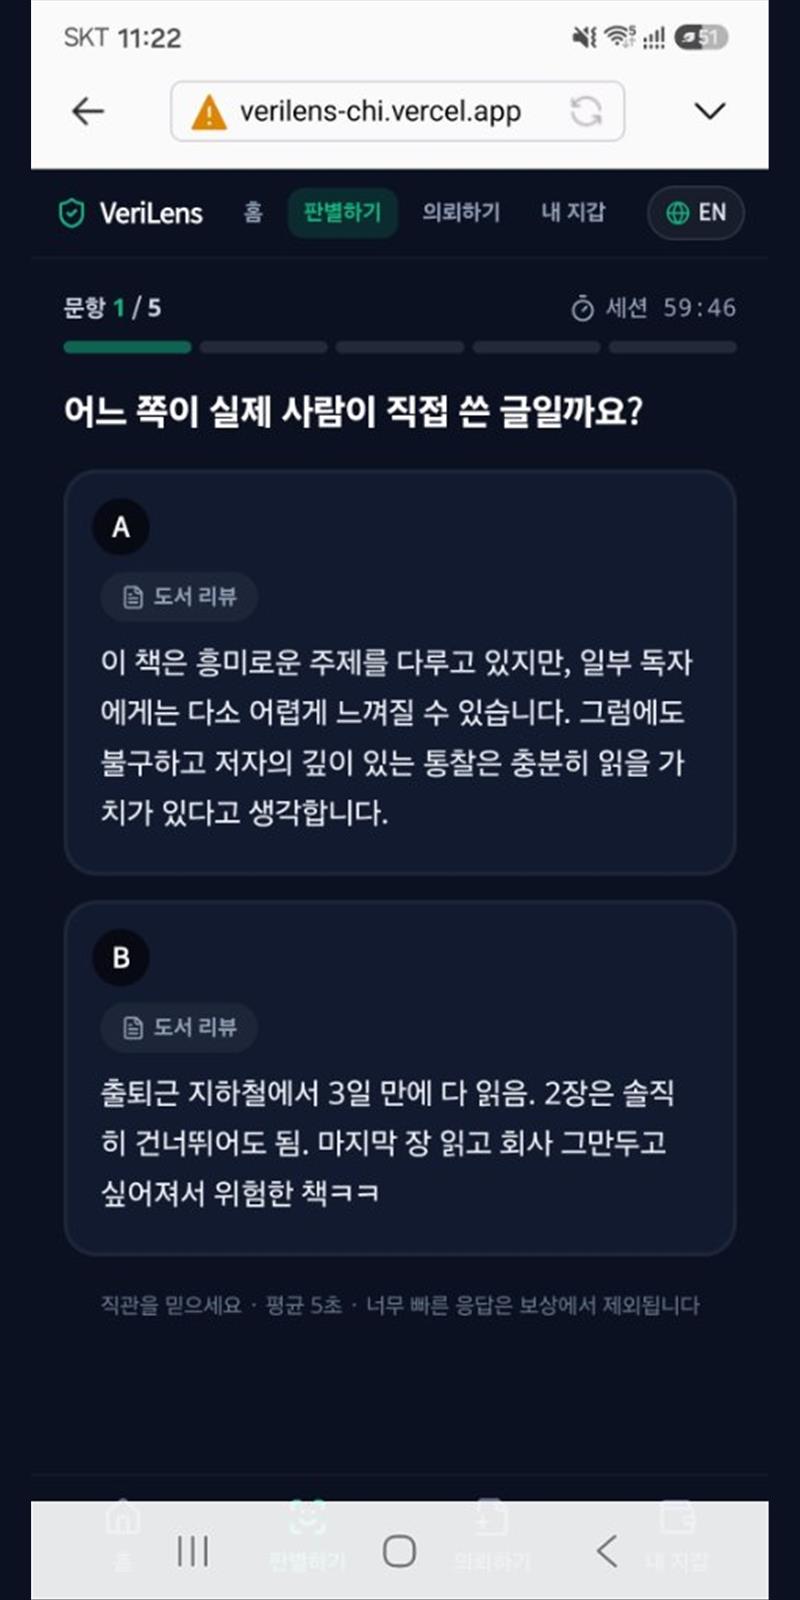 SKT 11:22
5
51
verilens-chi.vercel.app
VeriLens 홈 판별하기 의뢰하기 내 지갑 EN
문항 1 / 5
세션 59:46
어느 쪽이 실제 사람이 직접 쓴 글일까요?
A
도서 리뷰
이 책은 흥미로운 주제를 다루고 있지만, 일부 독자
에게는 다소 어렵게 느껴질 수 있습니다. 그럼에도
불구하고 저자의 깊이 있는 통찰은 충분히 읽을 가
치가 있다고 생각합니다.
B
도서 리뷰
출퇴근 지하철에서 3일 만에 다 읽음. 2장은 솔직
히 건너뛰어도 됨. 마지막 장 읽고 회사 그만두고
싶어져서 위험한 책ㅋㅋ
직관을 믿으세요 · 평균 5초 · 너무 빠른 응답은 보상에서 제외됩니다
홈 판별하기 의뢰하기 내 지갑